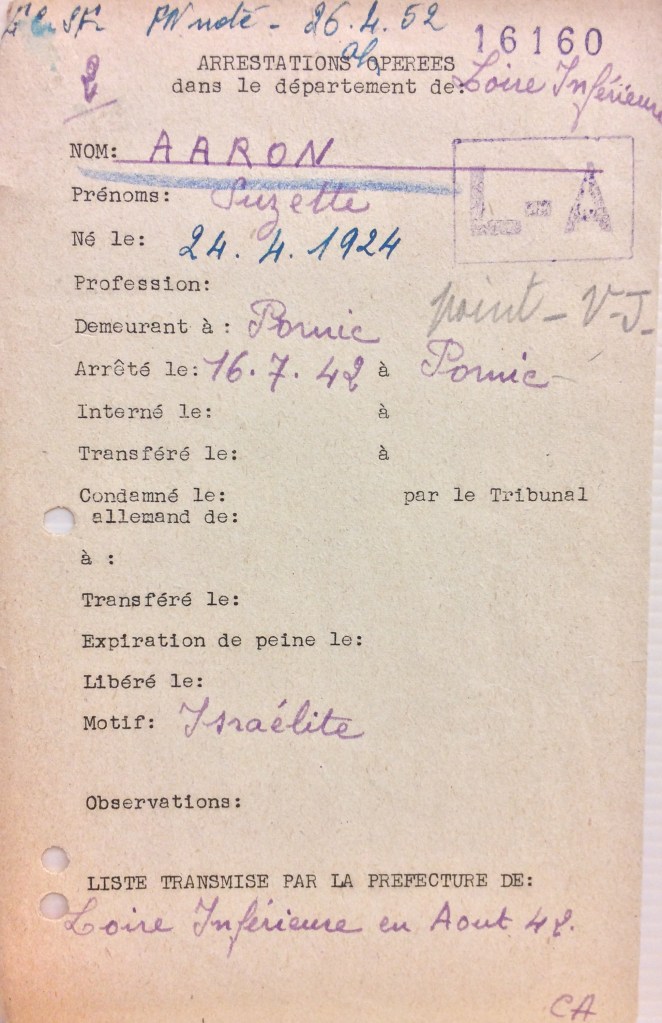 PN noté - 26.4.52
16160
ARRESTATIONS OPEREES
dans le département de: Loire Inférieure
2
NOM: AARON
L-A
Prénoms: Suzette
Né le: 24.4.1924
Profession:
point - V-J-
Demeurant à : Pornic
Arrêté le: 16.7.42 à Pornic
Interné le: à
Transféré le: à
Condamné le: par le Tribunal
allemand de:
à :
Transféré le:
Expiration de peine le:
Libéré le:
Motif: Israélite
Observations:
LISTE TRANSMISE PAR LA PREFECTURE DE:
Loire Inférieure en Aout 42.
CA